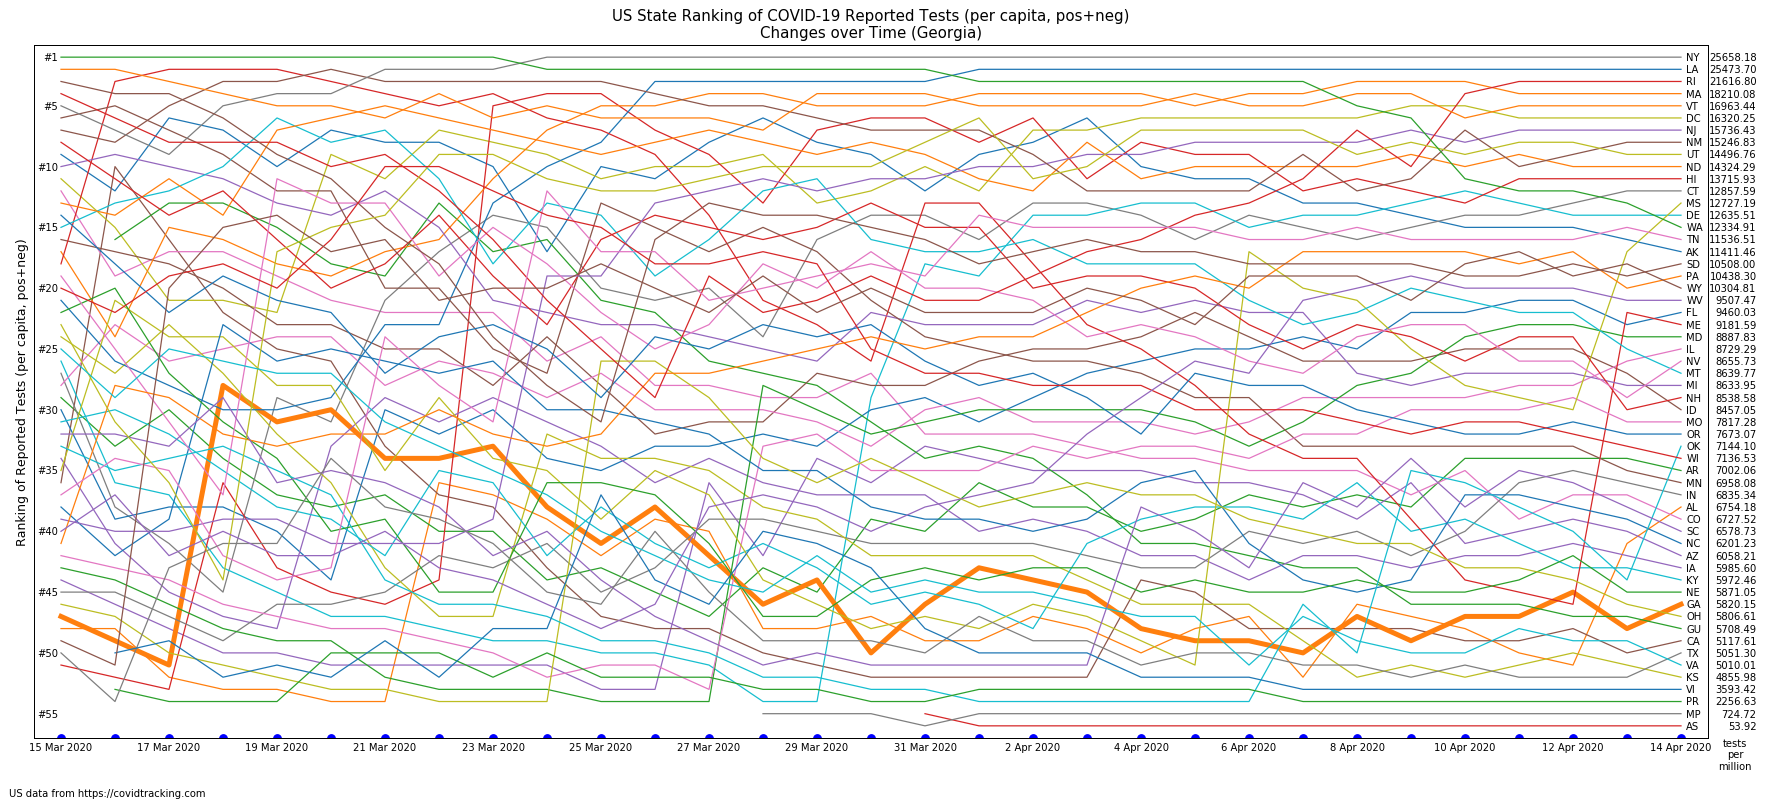 US State Ranking of COVID-19 Reported Tests (per capita, pos+neg)
Changes over Time (Georgia)
Ranking of Reported Tests (per capita, pos+neg)
#1
#5
#10
#15
#20
#25
#30
#35
#40
#45
#50
#55
NY 25658.18
LA 25473.70
RI 21616.80
MA 18210.08
VT 16963.44
DC 16320.25
NJ 15736.43
NM 15246.83
UT 14496.76
ND 14324.29
HI 13715.93
CT 12857.59
MS 12727.19
DE 12635.51
WA 12334.91
TN 11536.51
AK 11411.46
SD 10508.00
PA 10438.30
WY 10304.81
WV 9507.47
FL 9460.03
ME 9181.59
MD 8887.83
IL 8729.29
NV 8655.73
MT 8639.77
MI 8633.95
NH 8538.58
ID 8457.05
MO 7817.28
OR 7673.07
OK 7144.10
WI 7136.53
AR 7002.06
MN 6958.08
IN 6835.34
AL 6754.18
CO 6727.52
SC 6578.73
NC 6201.23
AZ 6058.21
IA 5985.60
KY 5972.46
NE 5871.05
GA 5820.15
OH 5806.61
GU 5708.49
CA 5117.61
TX 5051.30
VA 5010.01
KS 4855.98
VI 3593.42
PR 2256.63
MP 724.72
AS 53.92
15 Mar 2020 17 Mar 2020 19 Mar 2020 21 Mar 2020 23 Mar 2020 25 Mar 2020 27 Mar 2020 29 Mar 2020 31 Mar 2020 2 Apr 2020 4 Apr 2020 6 Apr 2020 8 Apr 2020 10 Apr 2020 12 Apr 2020 14 Apr 2020
tests
per
million
US data from https://covidtracking.com